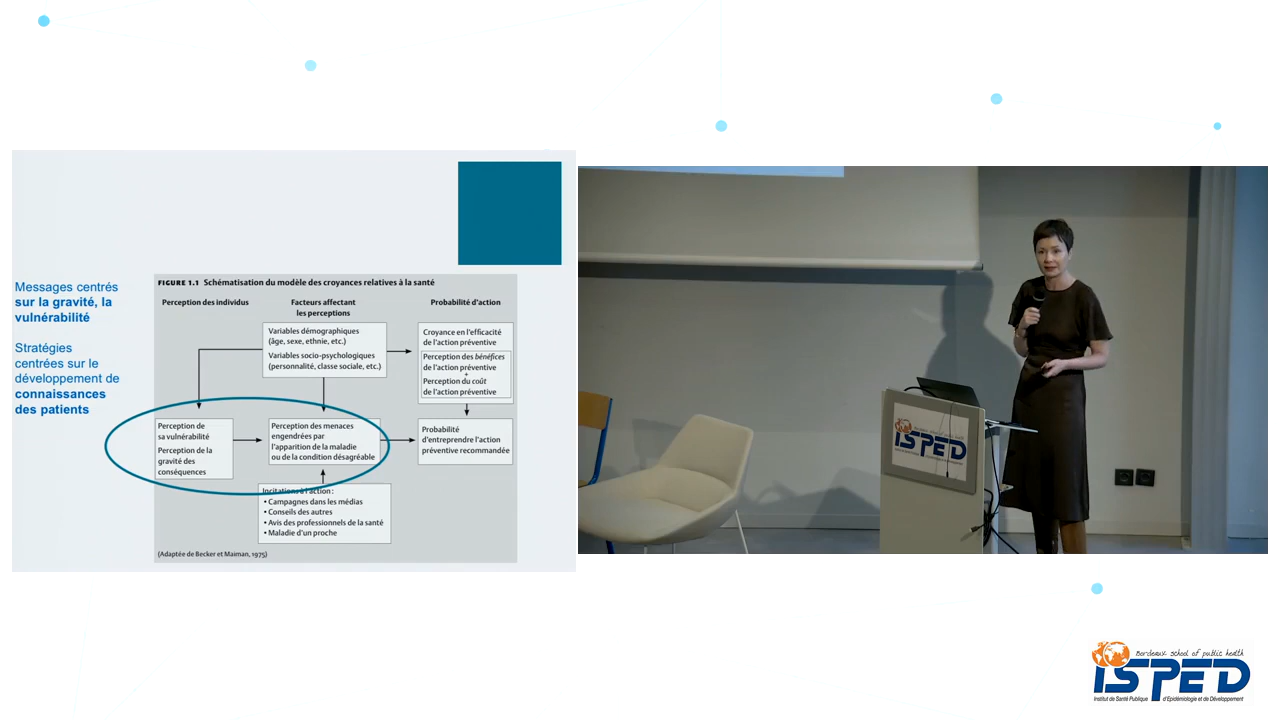 Messages centrés
sur la gravité, la
vulnérabilité
Stratégies
centrées sur le
développement de
connaissances
des patients
FIGURE 1.1 Schématisation du modèle des croyances relatives à la santé
Perception des individus
Facteurs affectant
les perceptions
Probabilité d'action
Variables démographiques
(âge, sexe, ethnie, etc.)
Variables socio-psychologiques
(personnalité, classe sociale, etc.)
Croyance en l'efficacité
de l'action préventive
Perception des bénéfices
de l'action préventive
+
Perception du coût
de l'action préventive
Perception de
sa vulnérabilité
Perception de la
gravité des
conséquences
Perception des menaces
engendrées par
l'apparition de la maladie
ou de la condition désagréable
Probabilité
d'entreprendre l'action
préventive recommandée
Incitations à l'action :
• Campagnes dans les médias
• Conseils des autres
• Avis des professionnels de la santé
• Maladie d'un proche
(Adaptée de Becker et Maiman, 1975)
ISPED
Bordeaux school of public health
ISPED
Institut de Santé Publique d'Epidémiologie et de Développement